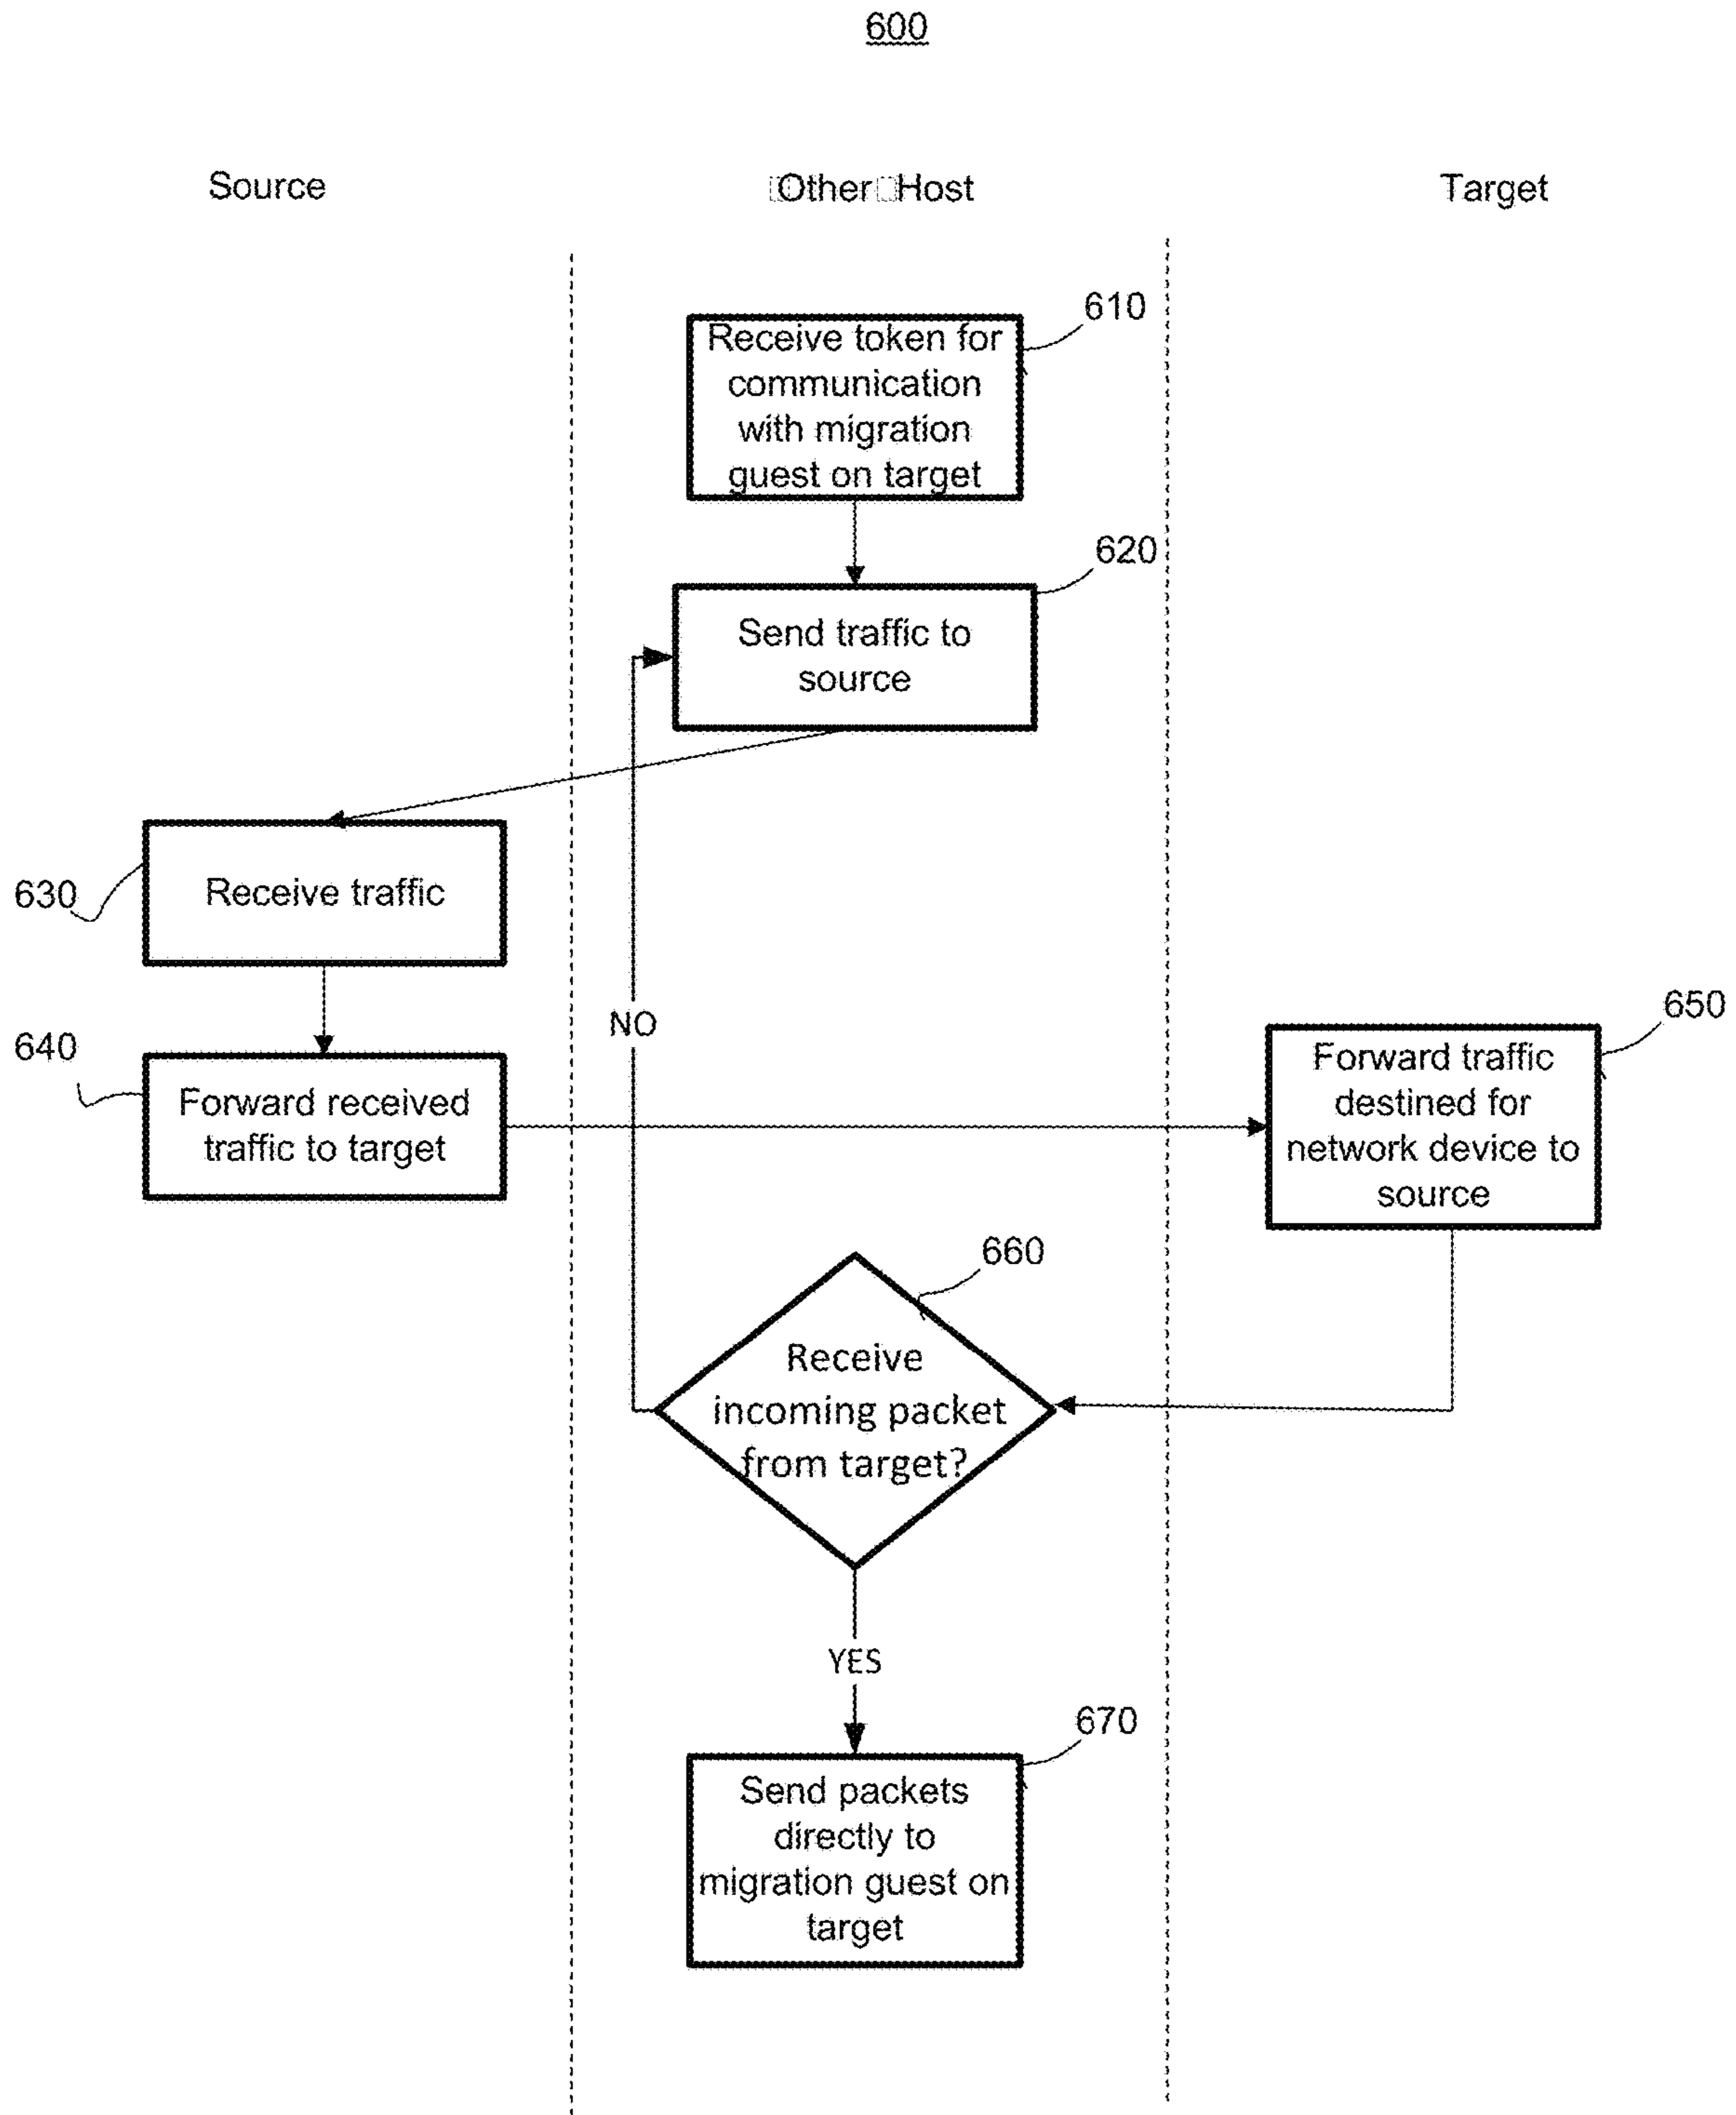 600
Source
Other Host
Target
610
Receive token for
communication
with migration
guest on target
620
Send traffic to
source
630
Receive traffic
NO
640
Forward received
traffic to target
650
Forward traffic
destined for
network device to
source
660
Receive
incoming packet
from target?
YES
670
Send packets
directly to
migration guest on
target